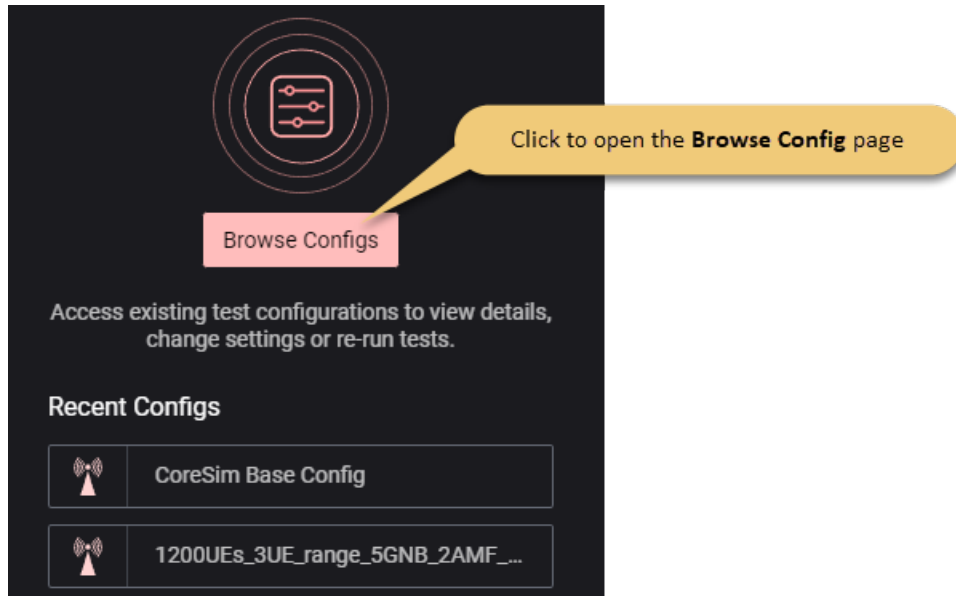 Click to open the Browse Config page
Browse Configs
Access existing test configurations to view details,
change settings or re-run tests.
Recent Configs
CoreSim Base Config
1200UEs_3UE_range_5GNB_2AMF_...